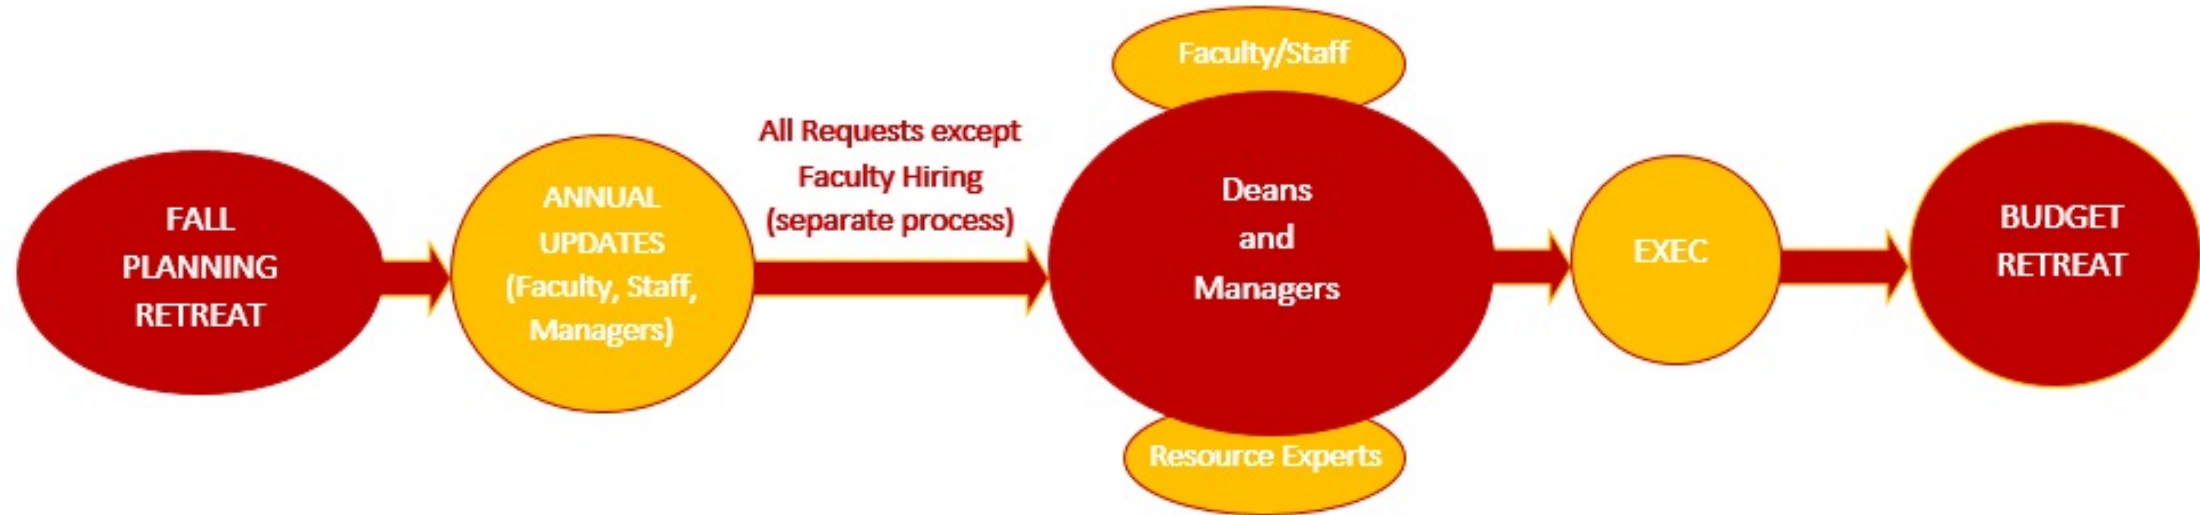 FALL
PLANNING
RETREAT
ANNUAL
UPDATES
(Faculty, Staff,
Managers)
All Requests except
Faculty Hiring
(separate process)
Faculty/Staff
Deans
and
Managers
Resource Experts
EXEC
BUDGET
RETREAT